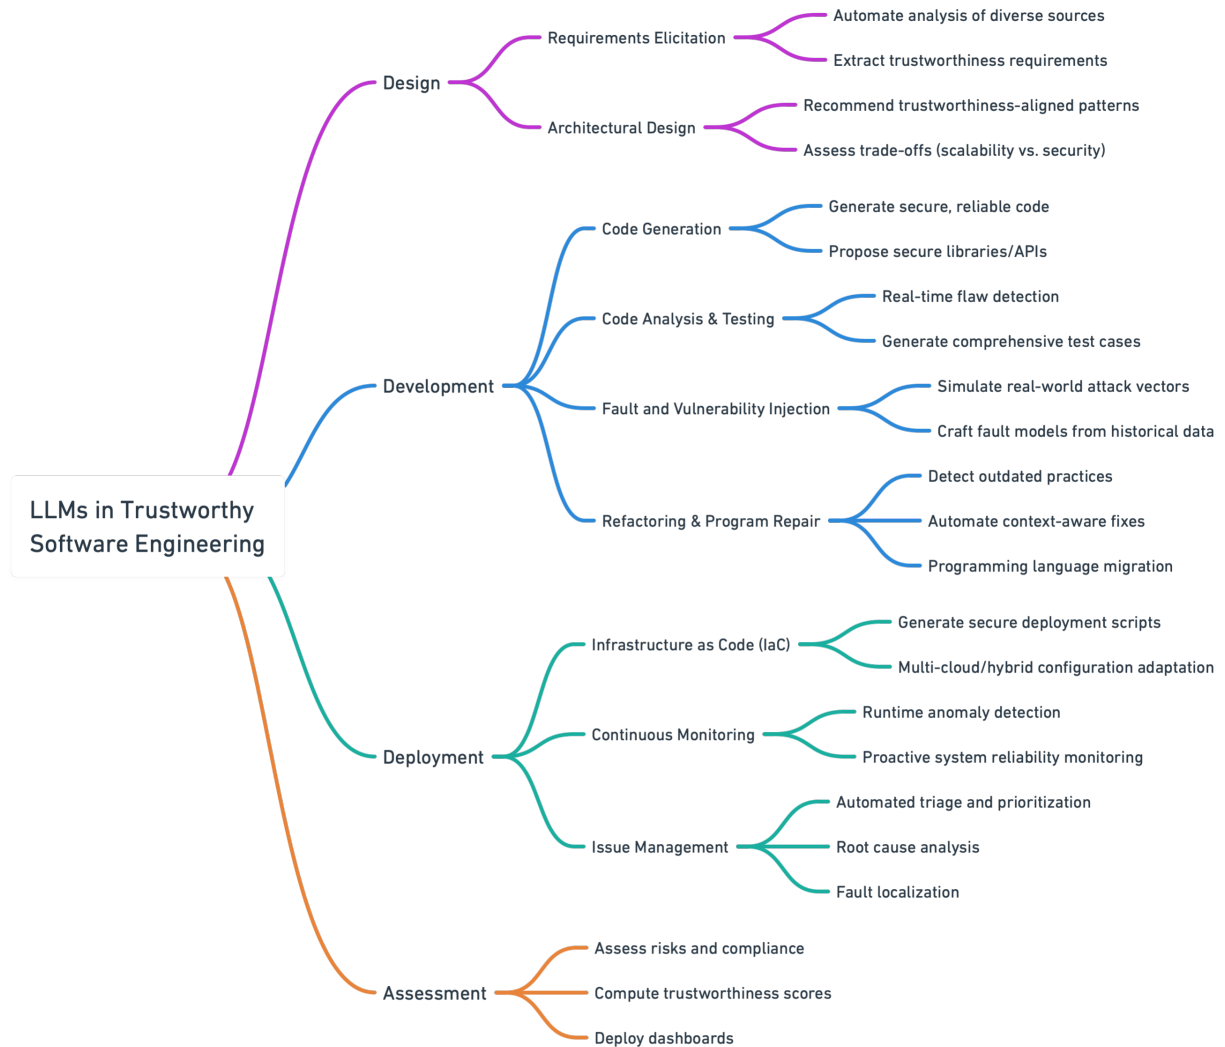 LLMs in Trustworthy
Software Engineering
Design
Requirements Elicitation
Automate analysis of diverse sources
Extract trustworthiness requirements
Architectural Design
Recommend trustworthiness-aligned patterns
Assess trade-offs (scalability vs. security)
Development
Code Generation
Generate secure, reliable code
Propose secure libraries/APIs
Code Analysis & Testing
Real-time flaw detection
Generate comprehensive test cases
Fault and Vulnerability Injection
Simulate real-world attack vectors
Craft fault models from historical data
Refactoring & Program Repair
Detect outdated practices
Automate context-aware fixes
Programming language migration
Deployment
Infrastructure as Code (IaC)
Generate secure deployment scripts
Multi-cloud/hybrid configuration adaptation
Continuous Monitoring
Runtime anomaly detection
Proactive system reliability monitoring
Issue Management
Automated triage and prioritization
Root cause analysis
Fault localization
Assessment
Assess risks and compliance
Compute trustworthiness scores
Deploy dashboards